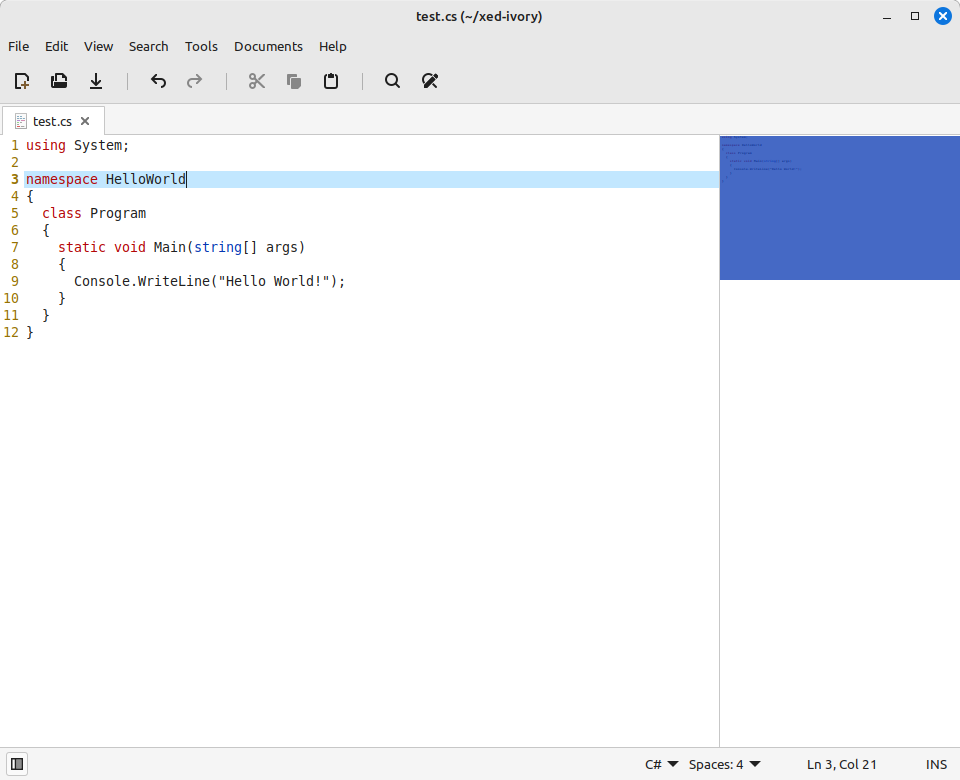 test.cs (~/xed-ivory)
File Edit View Search Tools Documents Help
test.cs
1 using System;
2
3 namespace HelloWorld
4 {
5   class Program
6   {
7     static void Main(string[] args)
8     {
9       Console.WriteLine("Hello World!");
10     }
11   }
12 }
C# Spaces: 4 Ln 3, Col 21 INS